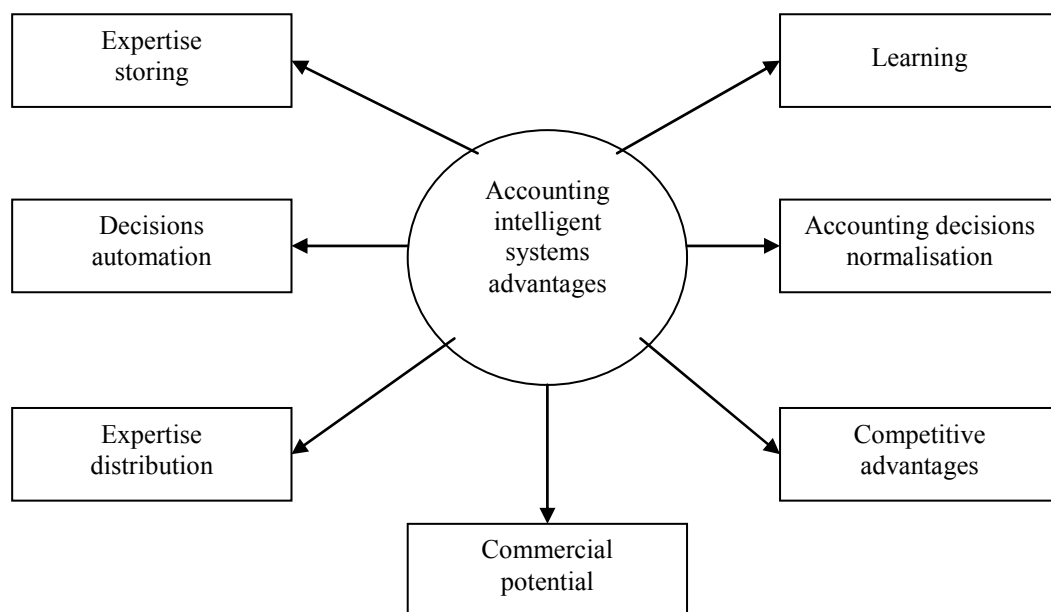 Expertise
storing
Learning
Accounting
intelligent
systems
advantages
Decisions
automation
Accounting decisions
normalisation
Expertise
distribution
Competitive
advantages
Commercial
potential